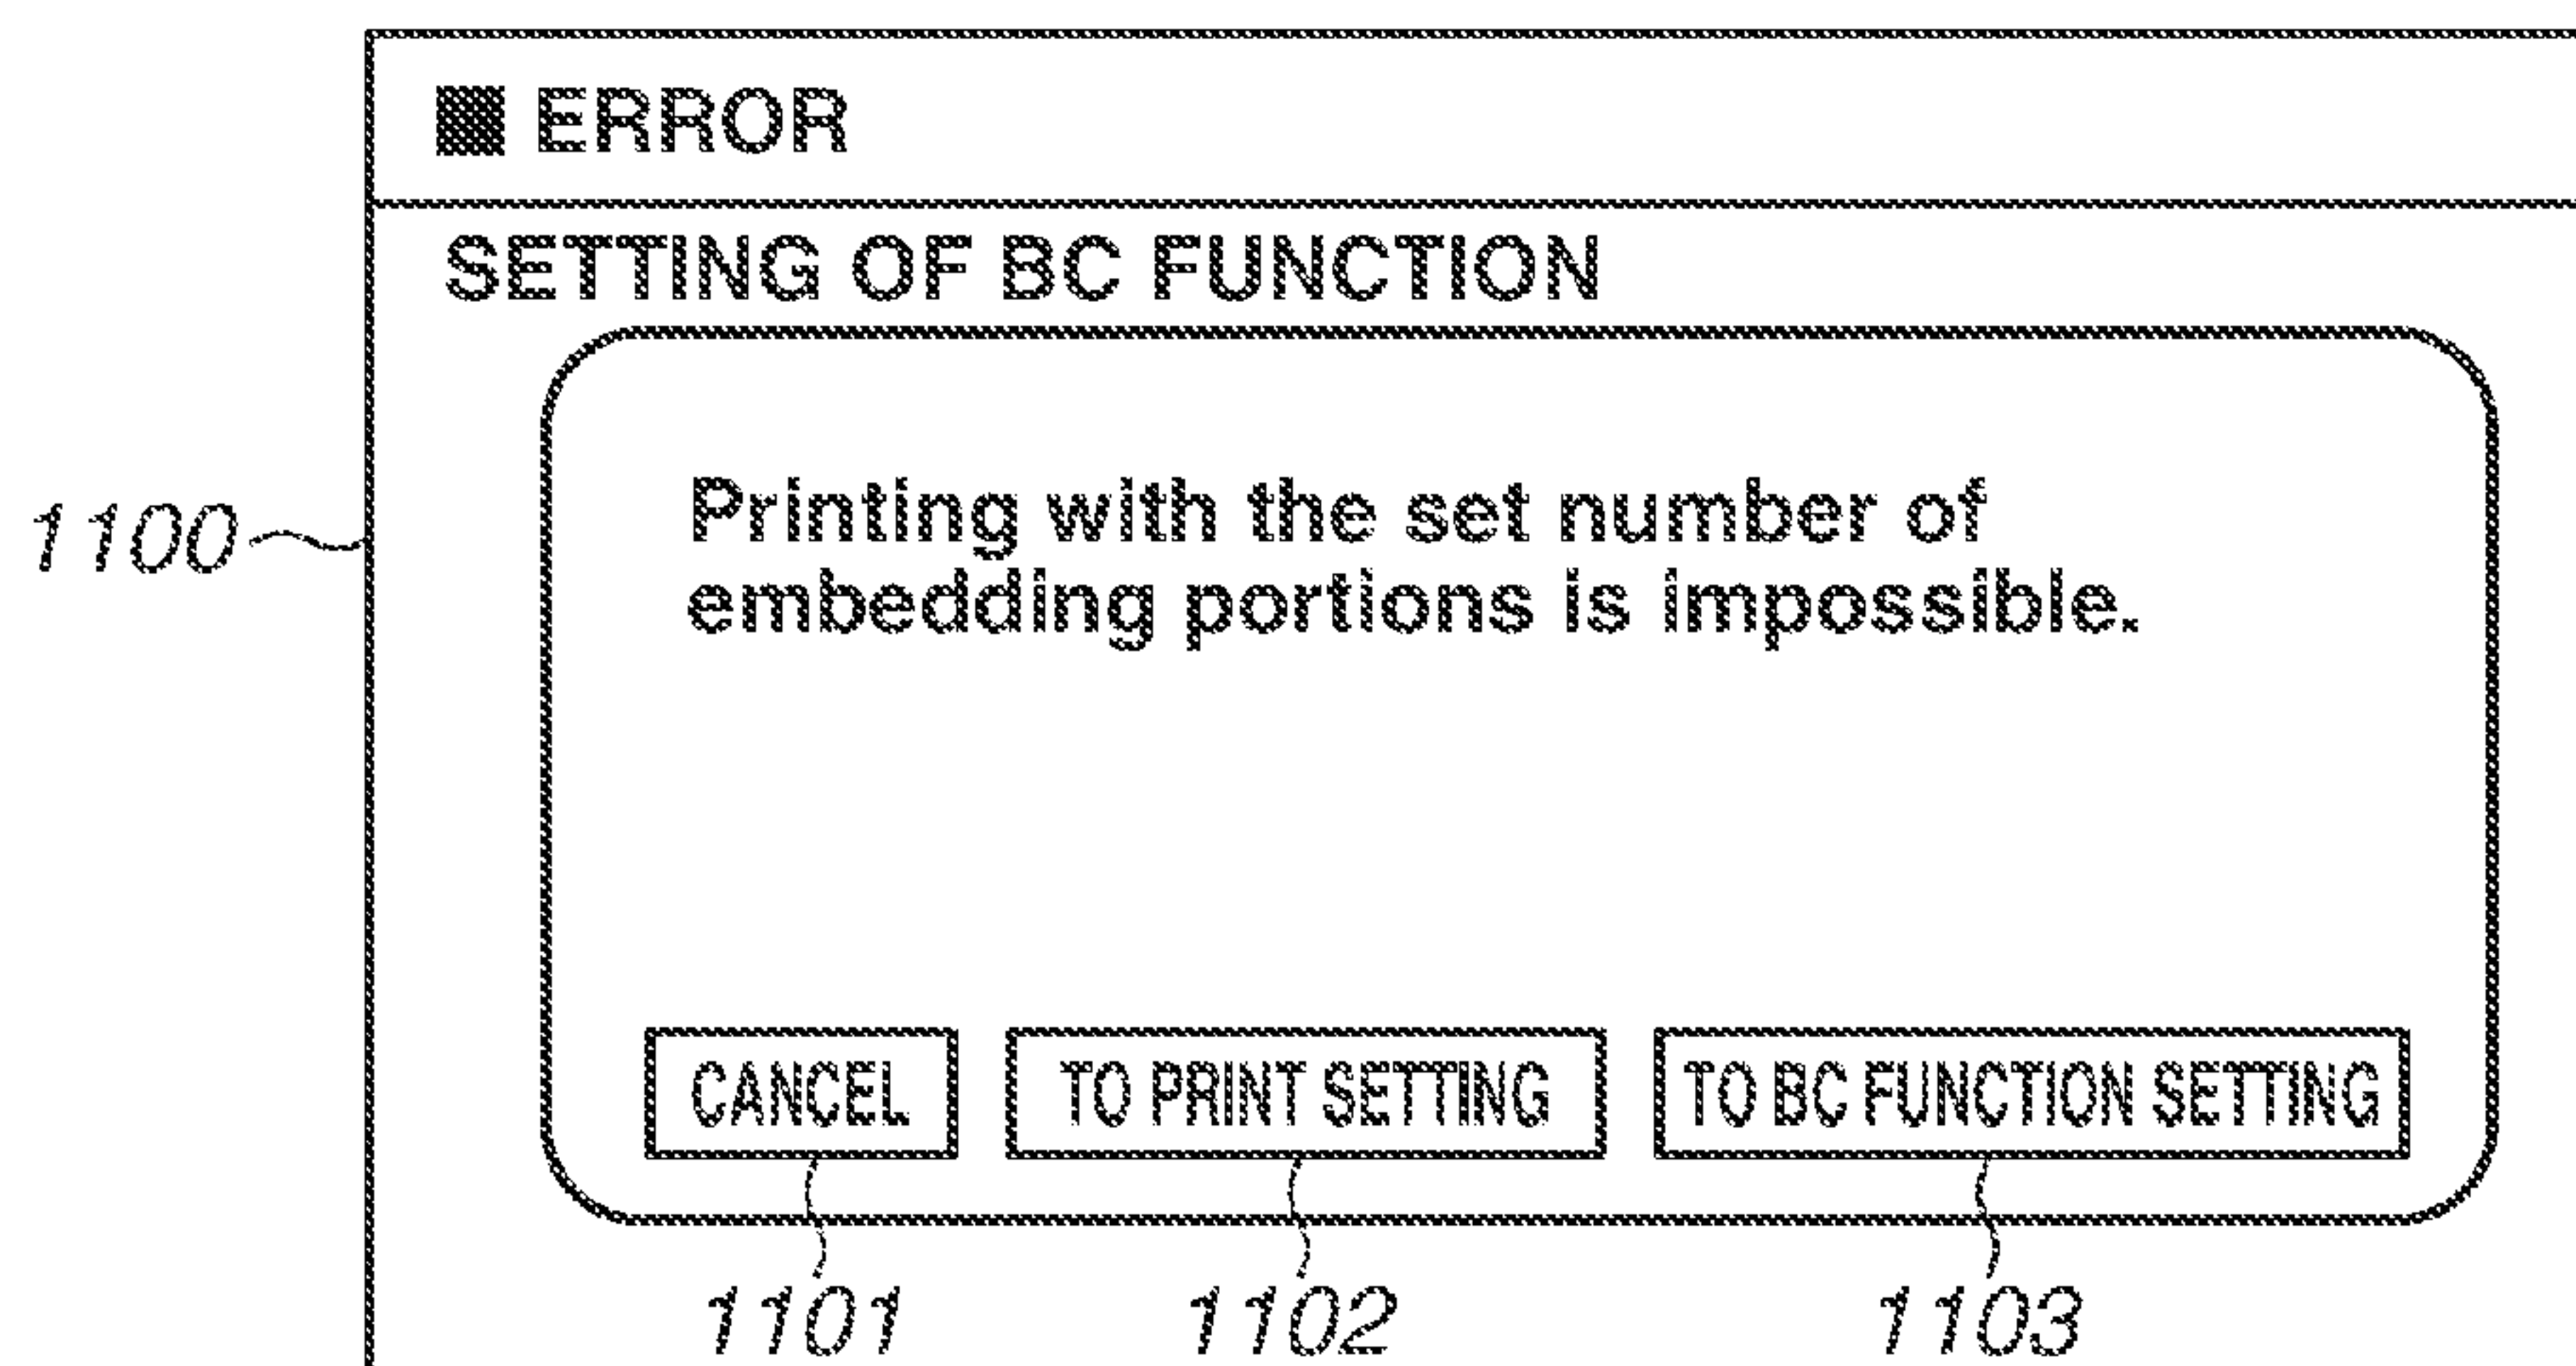 ■ ERROR
SETTING OF BC FUNCTION
1100
Printing with the set number of
embedding portions is impossible.
CANCEL TO PRINT SETTING TO BC FUNCTION SETTING
1101 1102 1103